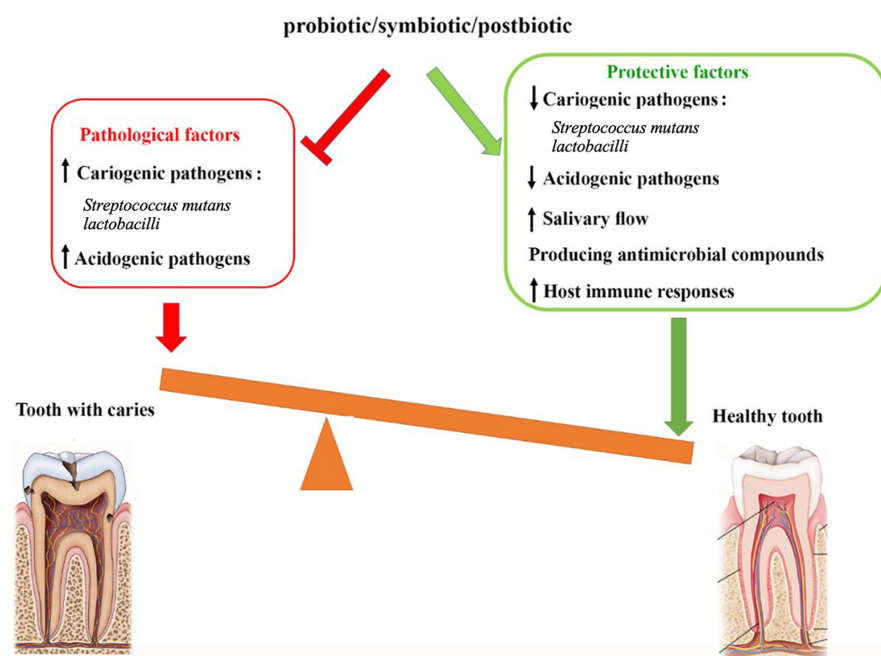 probiotic/symbiotic/postbiotic
Pathological factors
↑ Cariogenic pathogens :
Streptococcus mutans
lactobacilli
↑ Acidogenic pathogens
Protective factors
↓ Cariogenic pathogens :
Streptococcus mutans
lactobacilli
↓ Acidogenic pathogens
↑ Salivary flow
Producing antimicrobial compounds
↑ Host immune responses
Tooth with caries
Healthy tooth